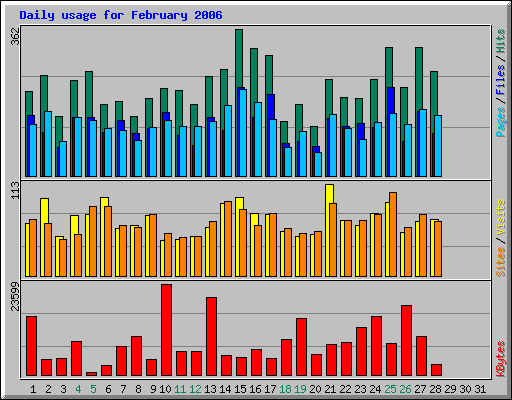 Daily usage for February 2006
362
Pages / Files / Hits
113
Sites / Visits
23599
KBytes
1 2 3 4 5 6 7 8 9 10 11 12 13 14 15 16 17 18 19 20 21 22 23 24 25 26 27 28 29 30 31